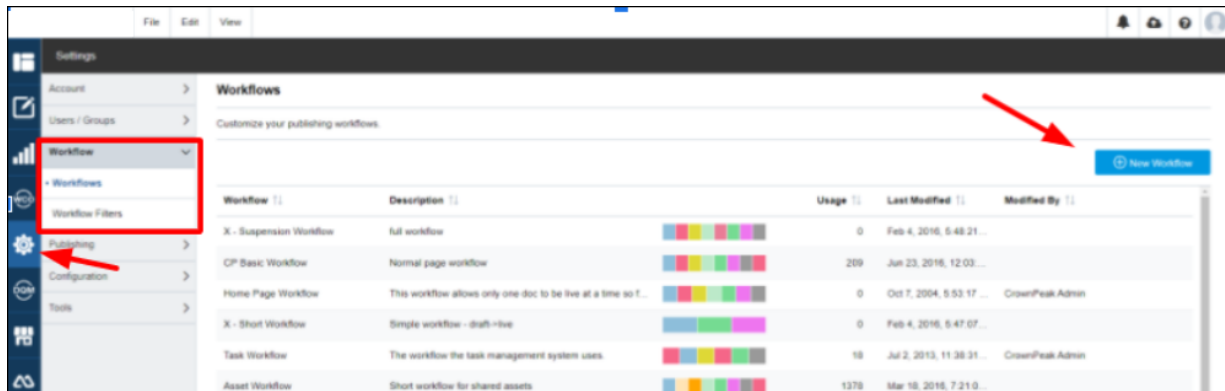 File Edit View
Settings
Account
Users / Groups
Workflow
Workflows
Workflow Filters
Publishing
Configuration
Tools
WCO
DQM
Workflows
Customize your publishing workflows.
New Workflow
Workflow Description Usage Last Modified Modified By
X - Suspension Workflow full workflow 0 Feb 4, 2016, 5:48:21...
CP Basic Workflow Normal page workflow 209 Jun 23, 2016, 12:03:...
Home Page Workflow This workflow allows only one doc to be live at a time so f... 0 Oct 7, 2004, 5:53:17 ... CrownPeak Admin
X - Short Workflow Simple workflow - draft->live 0 Feb 4, 2016, 5:47:07...
Task Workflow The workflow the task management system uses. 18 Jul 2, 2013, 11:38:31... CrownPeak Admin
Asset Workflow Short workflow for shared assets 1378 Mar 18, 2016, 7:21:0...